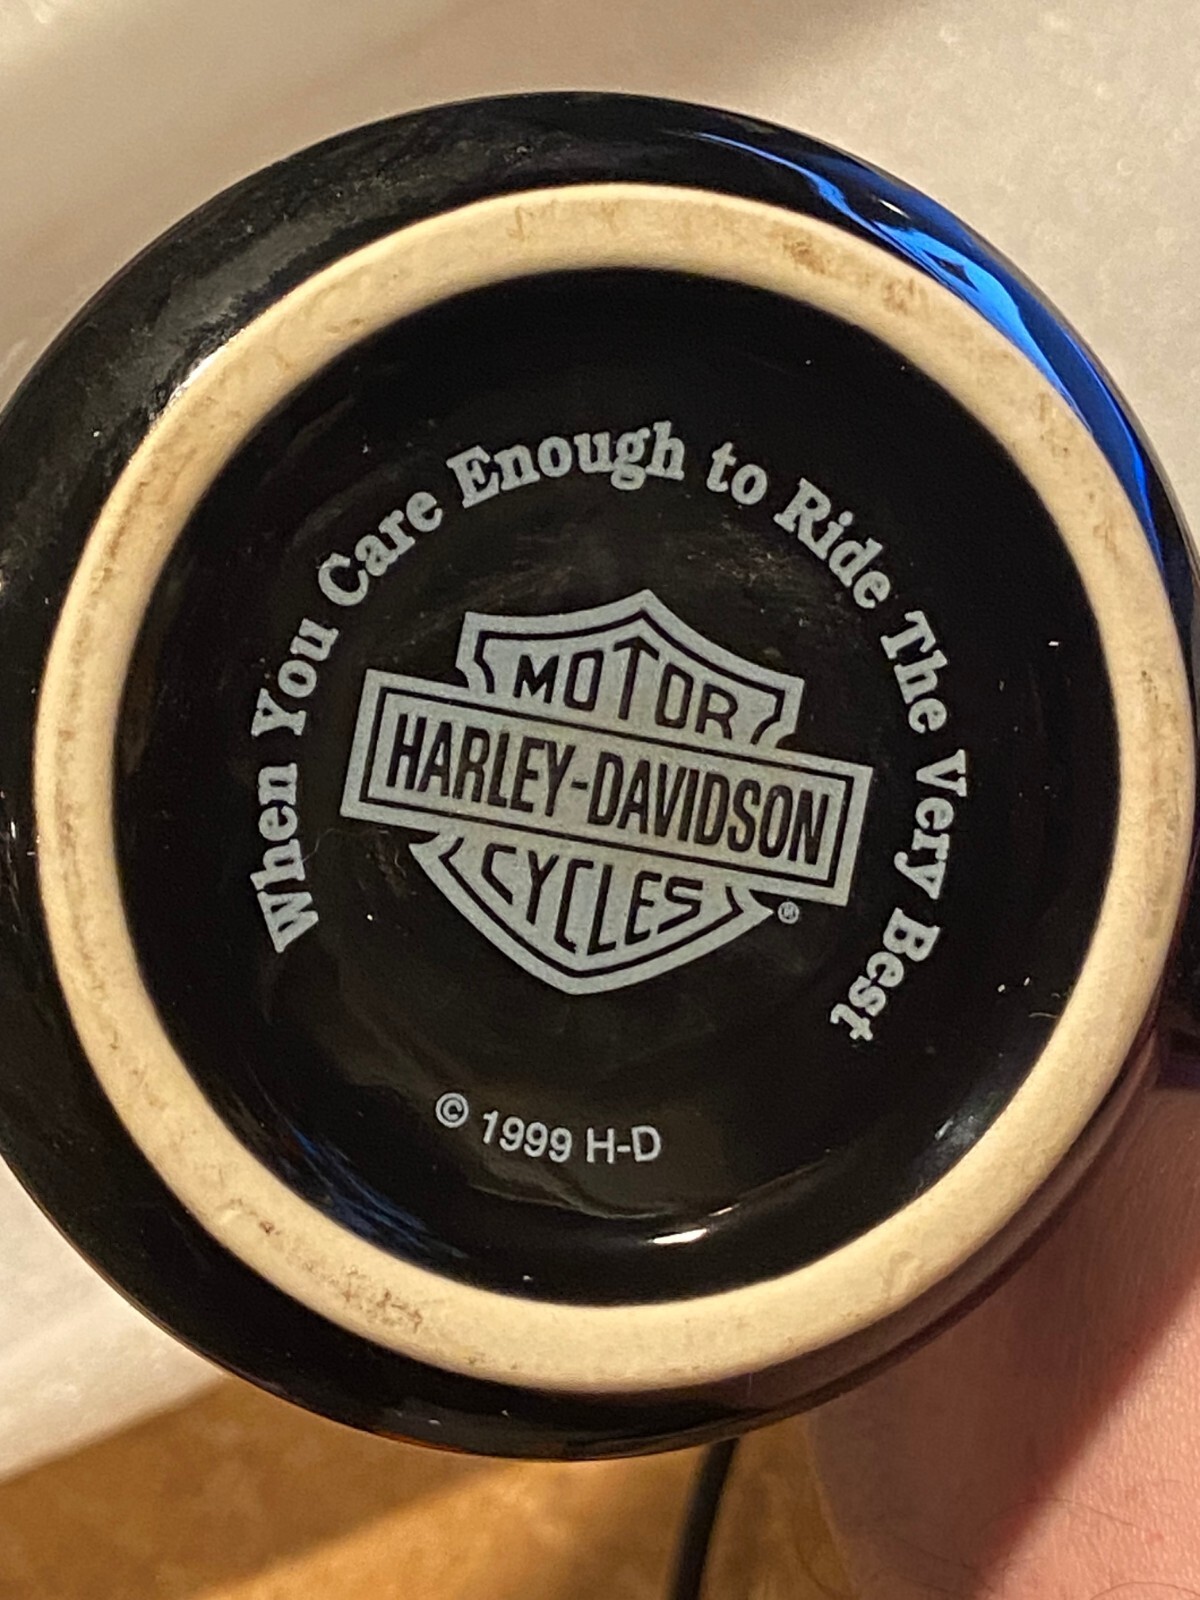 When You Care Enough to Ride The Very Best
MOTOR
HARLEY-DAVIDSON
CYCLES
®
© 1999 H-D